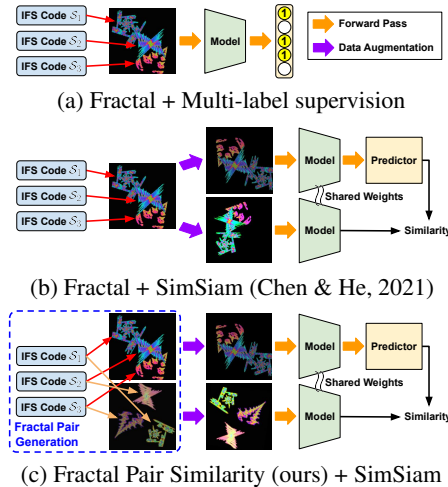 IFS Code S₁
IFS Code S₂
IFS Code S₃
Model
1
1
1
Forward Pass
Data Augmentation
(a) Fractal + Multi-label supervision
IFS Code S₁
IFS Code S₂
IFS Code S₃
Model
Predictor
Shared Weights
Model
Similarity
(b) Fractal + SimSiam (Chen & He, 2021)
IFS Code S₁
IFS Code S₂
IFS Code S₃
Fractal Pair
Generation
Model
Predictor
Shared Weights
Model
Similarity
(c) Fractal Pair Similarity (ours) + SimSiam